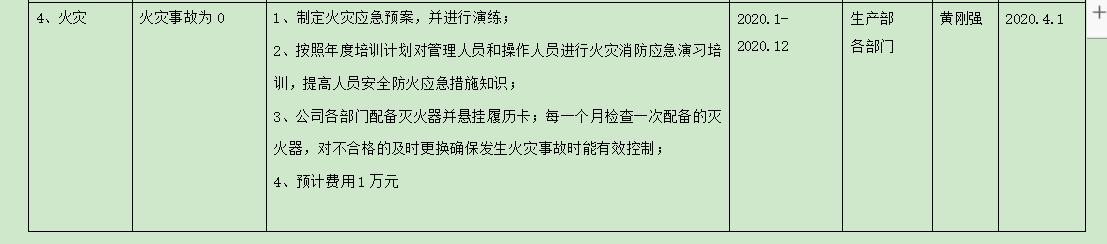 4、火灾
火灾事故为0
1、制定火灾应急预案，并进行演练；
2、按照年度培训计划对管理人员和操作人员进行火灾消防应急演习培
训，提高人员安全防火应急措施知识；
3、公司各部门配备灭火器并悬挂履历卡；每一个月检查一次配备的灭
火器，对不合格的及时更换确保发生火灾事故时能有效控制；
4、预计费用1万元
2020.1-
2020.12
生产部
各部门
黄刚强
2020.4.1